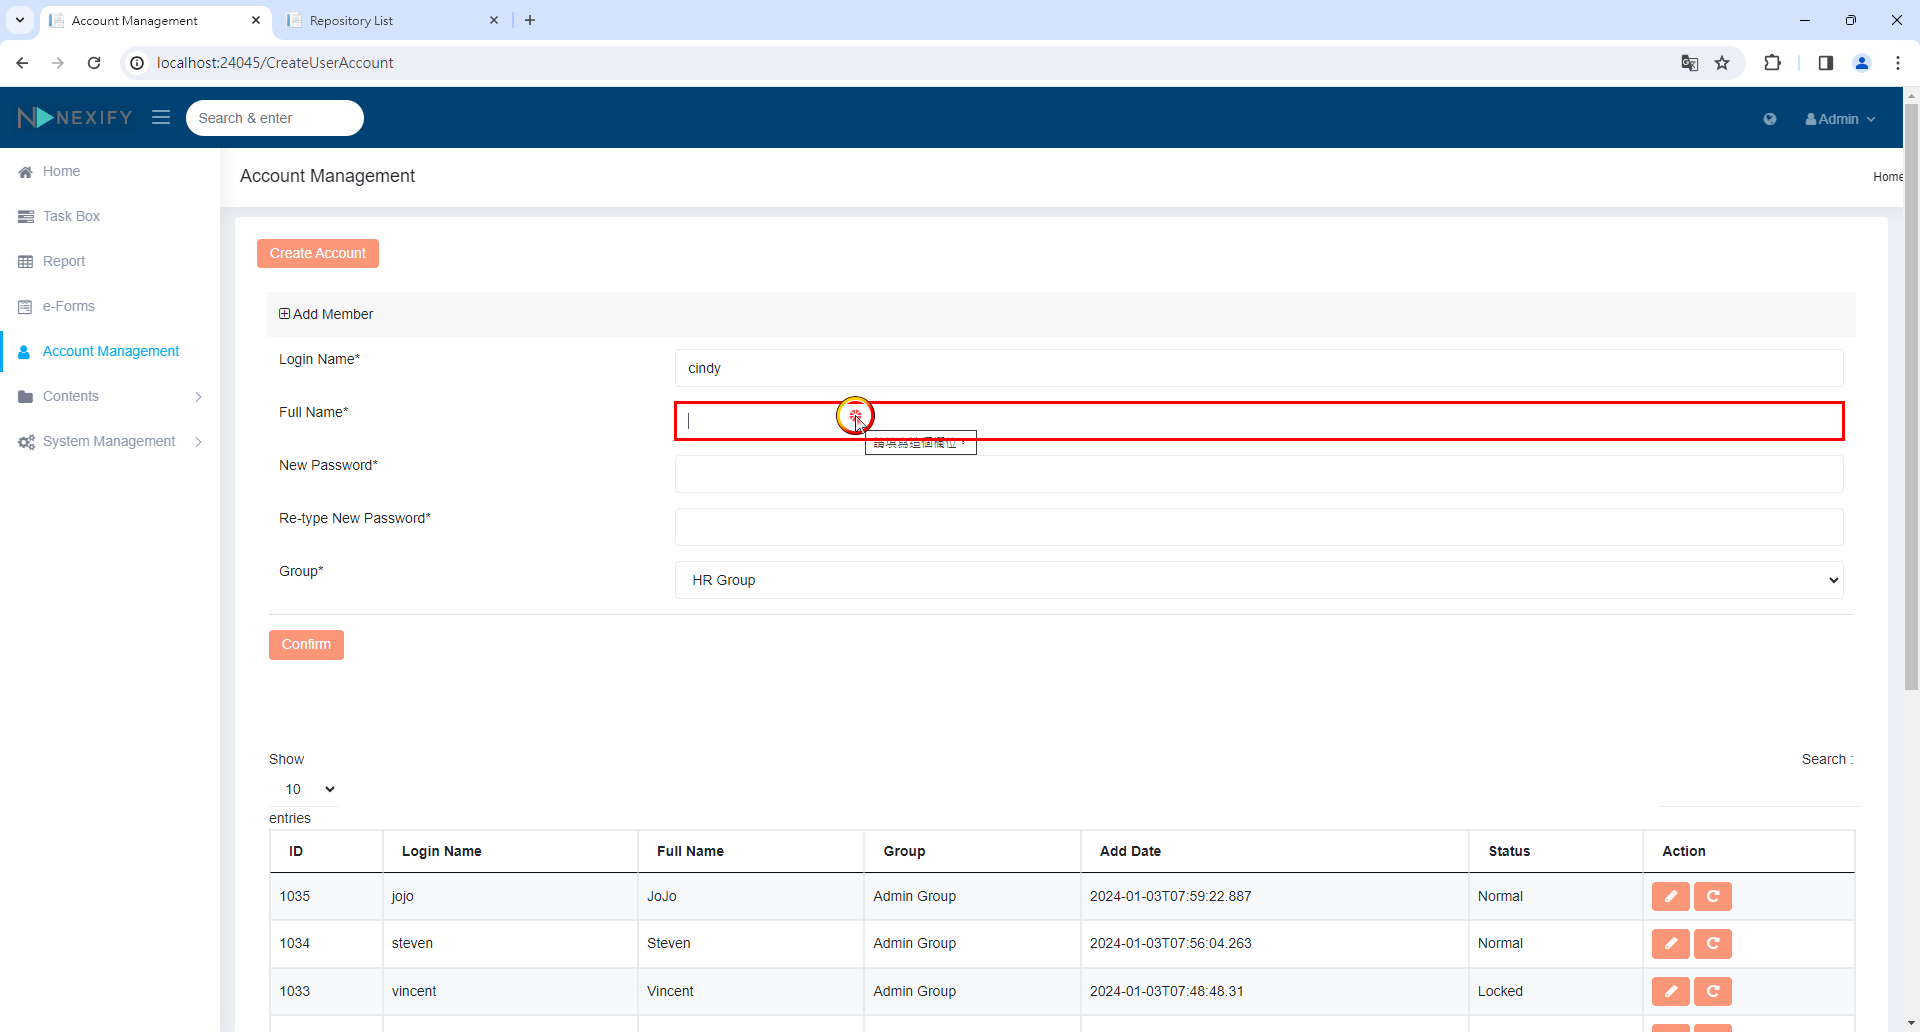 Account Management
Repository List
localhost:24045/CreateUserAccount
NEXIFY
Search & enter
Admin
Home
Task Box
Report
e-Forms
Account Management
Contents
System Management
Account Management
Home
Create Account
Add Member
Login Name*
cindy
Full Name*
請填寫這個欄位。
New Password*
Re-type New Password*
Group*
HR Group
Confirm
Show
10
entries
Search :
ID Login Name Full Name Group Add Date Status Action
1035 jojo JoJo Admin Group 2024-01-03T07:59:22.887 Normal
1034 steven Steven Admin Group 2024-01-03T07:56:04.263 Normal
1033 vincent Vincent Admin Group 2024-01-03T07:48:48.31 Locked